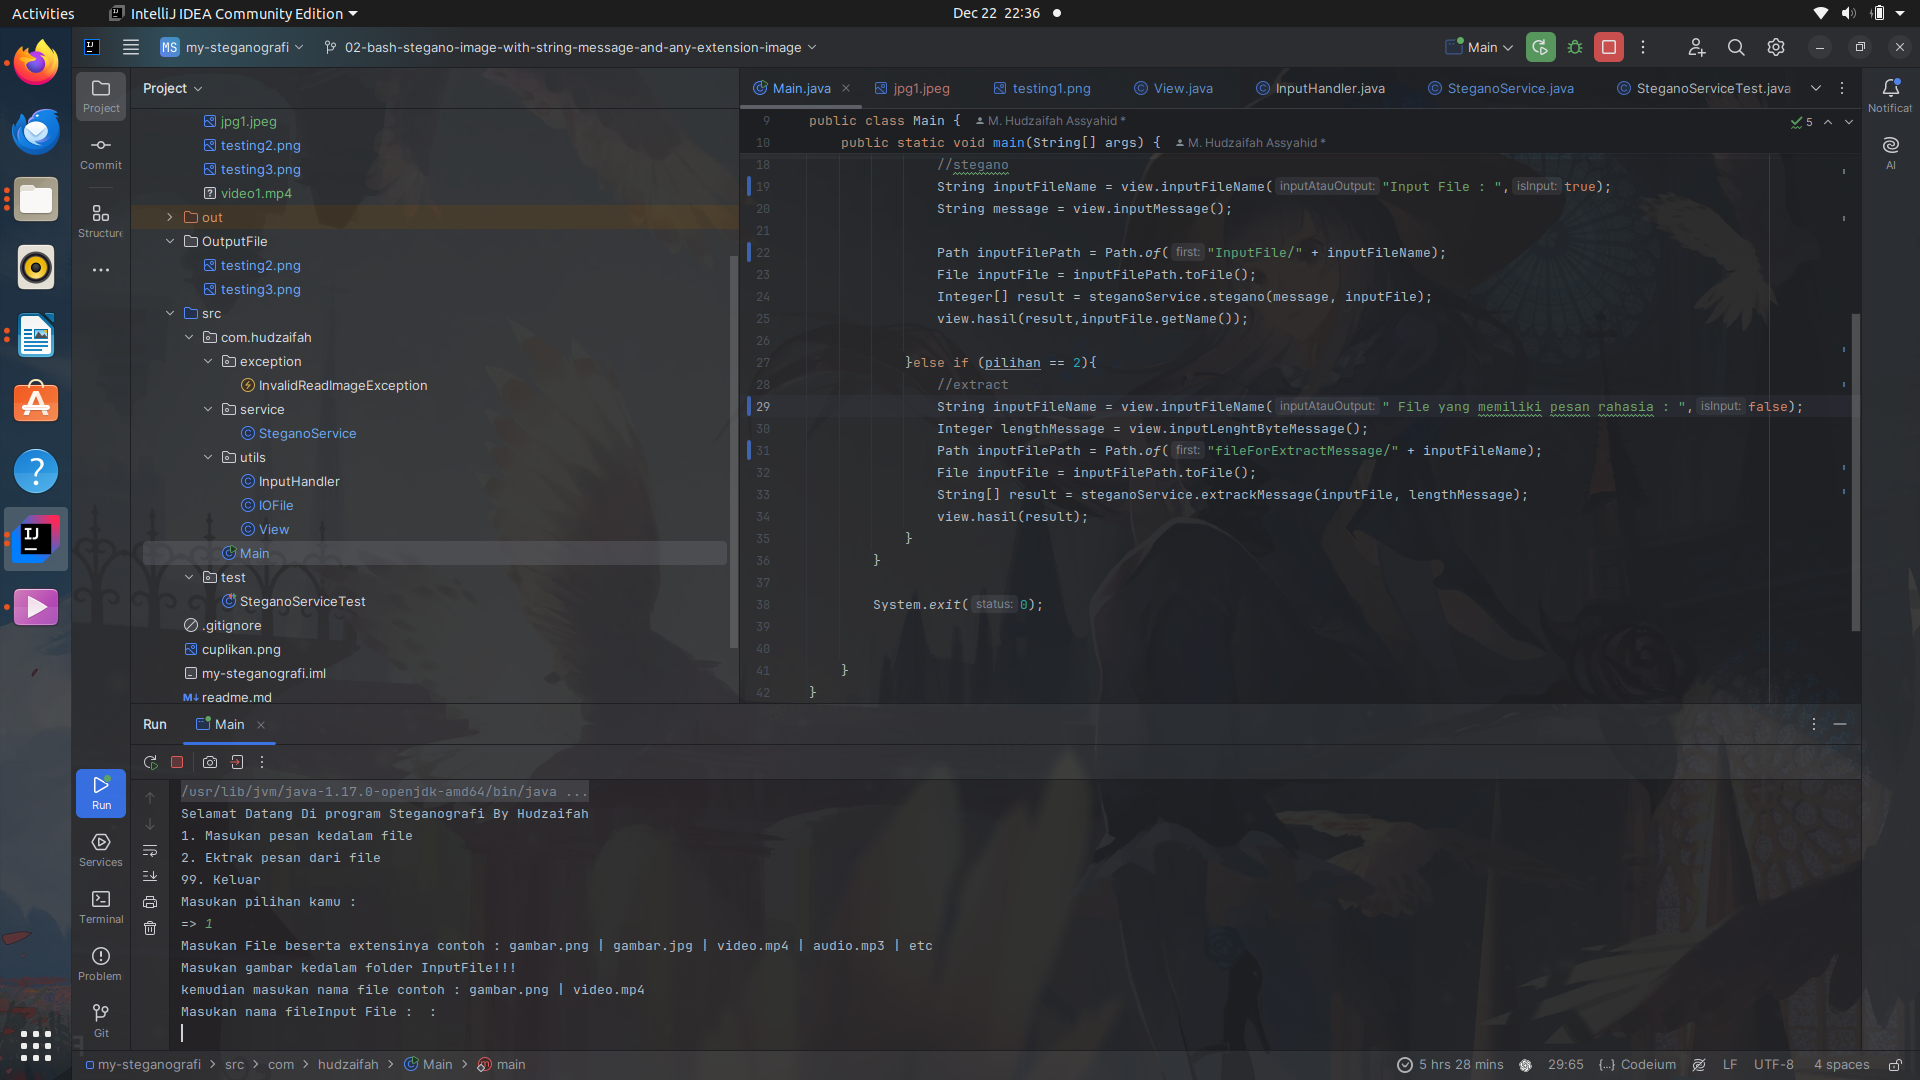 Activities
IntelliJ IDEA Community Edition
Dec 22 22:36
MS my-steganografi
02-bash-stegano-image-with-string-message-and-any-extension-image
Main
Project
Commit
Structure
Project
jpg1.jpeg
testing2.png
testing3.png
video1.mp4
out
OutputFile
testing2.png
testing3.png
src
com.hudzaifah
exception
InvalidReadImageException
service
SteganoService
utils
InputHandler
IOFile
View
Main
test
SteganoServiceTest
.gitignore
cuplikan.png
my-steganografi.iml
readme.md
Main.java
jpg1.jpeg
testing1.png
View.java
InputHandler.java
SteganoService.java
SteganoServiceTest.java
Notificat
AI
5
9 public class Main { M. Hudzaifah Assyahid *
10 public static void main(String[] args) { M. Hudzaifah Assyahid *
18 //stegano
19 String inputFileName = view.inputFileName( inputAtauOutput: "Input File : ", isInput: true);
20 String message = view.inputMessage();
21
22 Path inputFilePath = Path.of( first: "InputFile/" + inputFileName);
23 File inputFile = inputFilePath.toFile();
24 Integer[] result = steganoService.stegano(message, inputFile);
25 view.hasil(result,inputFile.getName());
26
27 }else if (pilihan == 2){
28 //extract
29 String inputFileName = view.inputFileName( inputAtauOutput: " File yang memiliki pesan rahasia : ", isInput: false);
30 Integer lengthMessage = view.inputLenghtByteMessage();
31 Path inputFilePath = Path.of( first: "fileForExtractMessage/" + inputFileName);
32 File inputFile = inputFilePath.toFile();
33 String[] result = steganoService.extrackMessage(inputFile, lengthMessage);
34 view.hasil(result);
35 }
36 }
37
38 System.exit( status: 0);
39
40
41 }
42 }
Run
Main
Run
Services
Terminal
Problem
Git
/usr/lib/jvm/java-1.17.0-openjdk-amd64/bin/java ...
Selamat Datang Di program Steganografi By Hudzaifah
1. Masukan pesan kedalam file
2. Ektrak pesan dari file
99. Keluar
Masukan pilihan kamu :
=> 1
Masukan File beserta extensinya contoh : gambar.png | gambar.jpg | video.mp4 | audio.mp3 | etc
Masukan gambar kedalam folder InputFile!!!
kemudian masukan nama file contoh : gambar.png | video.mp4
Masukan nama fileInput File :  :
my-steganografi > src > com > hudzaifah > Main > main
5 hrs 28 mins
29:65
{...} Codeium
LF
UTF-8
4 spaces